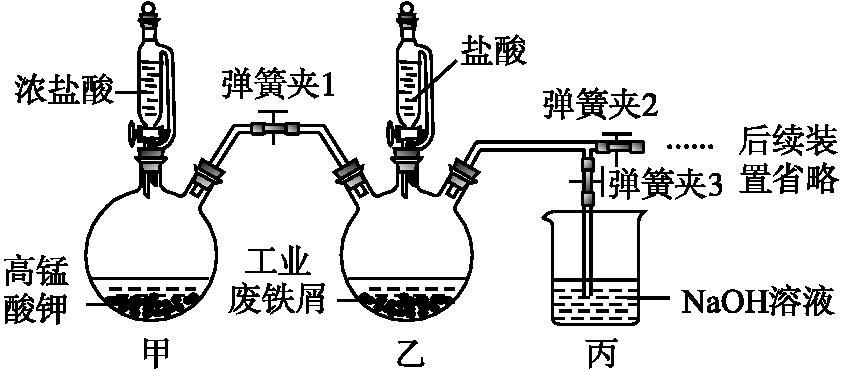 浓盐酸
弹簧夹1
盐酸
弹簧夹2
…… 后续装
置省略
弹簧夹3
高锰
酸钾
工业
废铁屑
NaOH溶液
甲
乙
丙